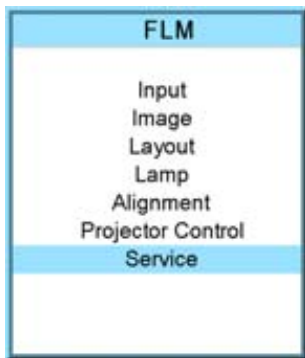 FLM
Input
Image
Layout
Lamp
Alignment
Projector Control
Service